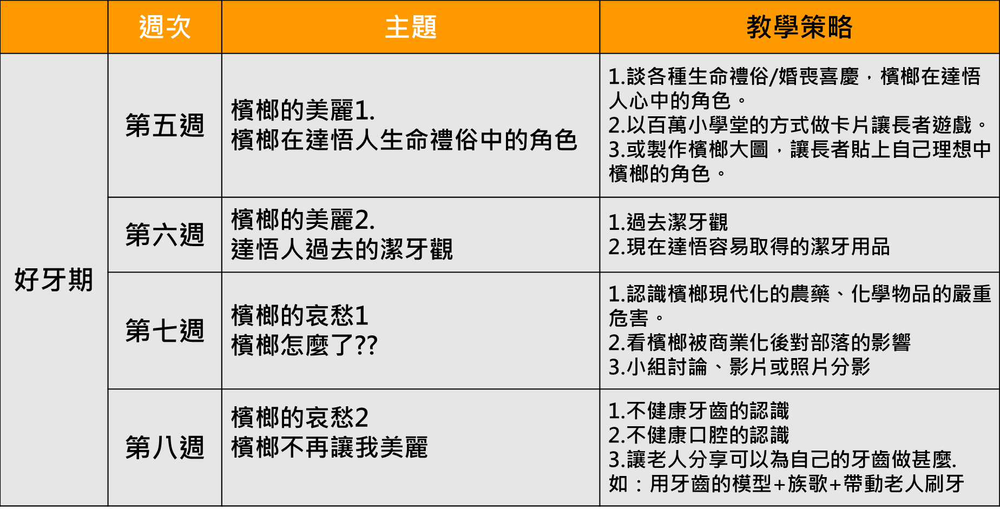 週次
主題
教學策略
好牙期
第五週
檳榔的美麗1.
檳榔在達悟人生命禮俗中的角色
1.談各種生命禮俗/婚喪喜慶，檳榔在達悟
人心中的角色。
2.以百萬小學堂的方式做卡片讓長者遊戲。
3.或製作檳榔大圖，讓長者貼上自己理想中
檳榔的角色。
第六週
檳榔的美麗2.
達悟人過去的潔牙觀
1.過去潔牙觀
2.現在達悟容易取得的潔牙用品
第七週
檳榔的哀愁1
檳榔怎麼了??
1.認識檳榔現代化的農藥、化學物品的嚴重
危害。
2.看檳榔被商業化後對部落的影響
3.小組討論、影片或照片分影
第八週
檳榔的哀愁2
檳榔不再讓我美麗
1.不健康牙齒的認識
2.不健康口腔的認識
3.讓老人分享可以為自己的牙齒做甚麼.
如：用牙齒的模型+族歌+帶動老人刷牙